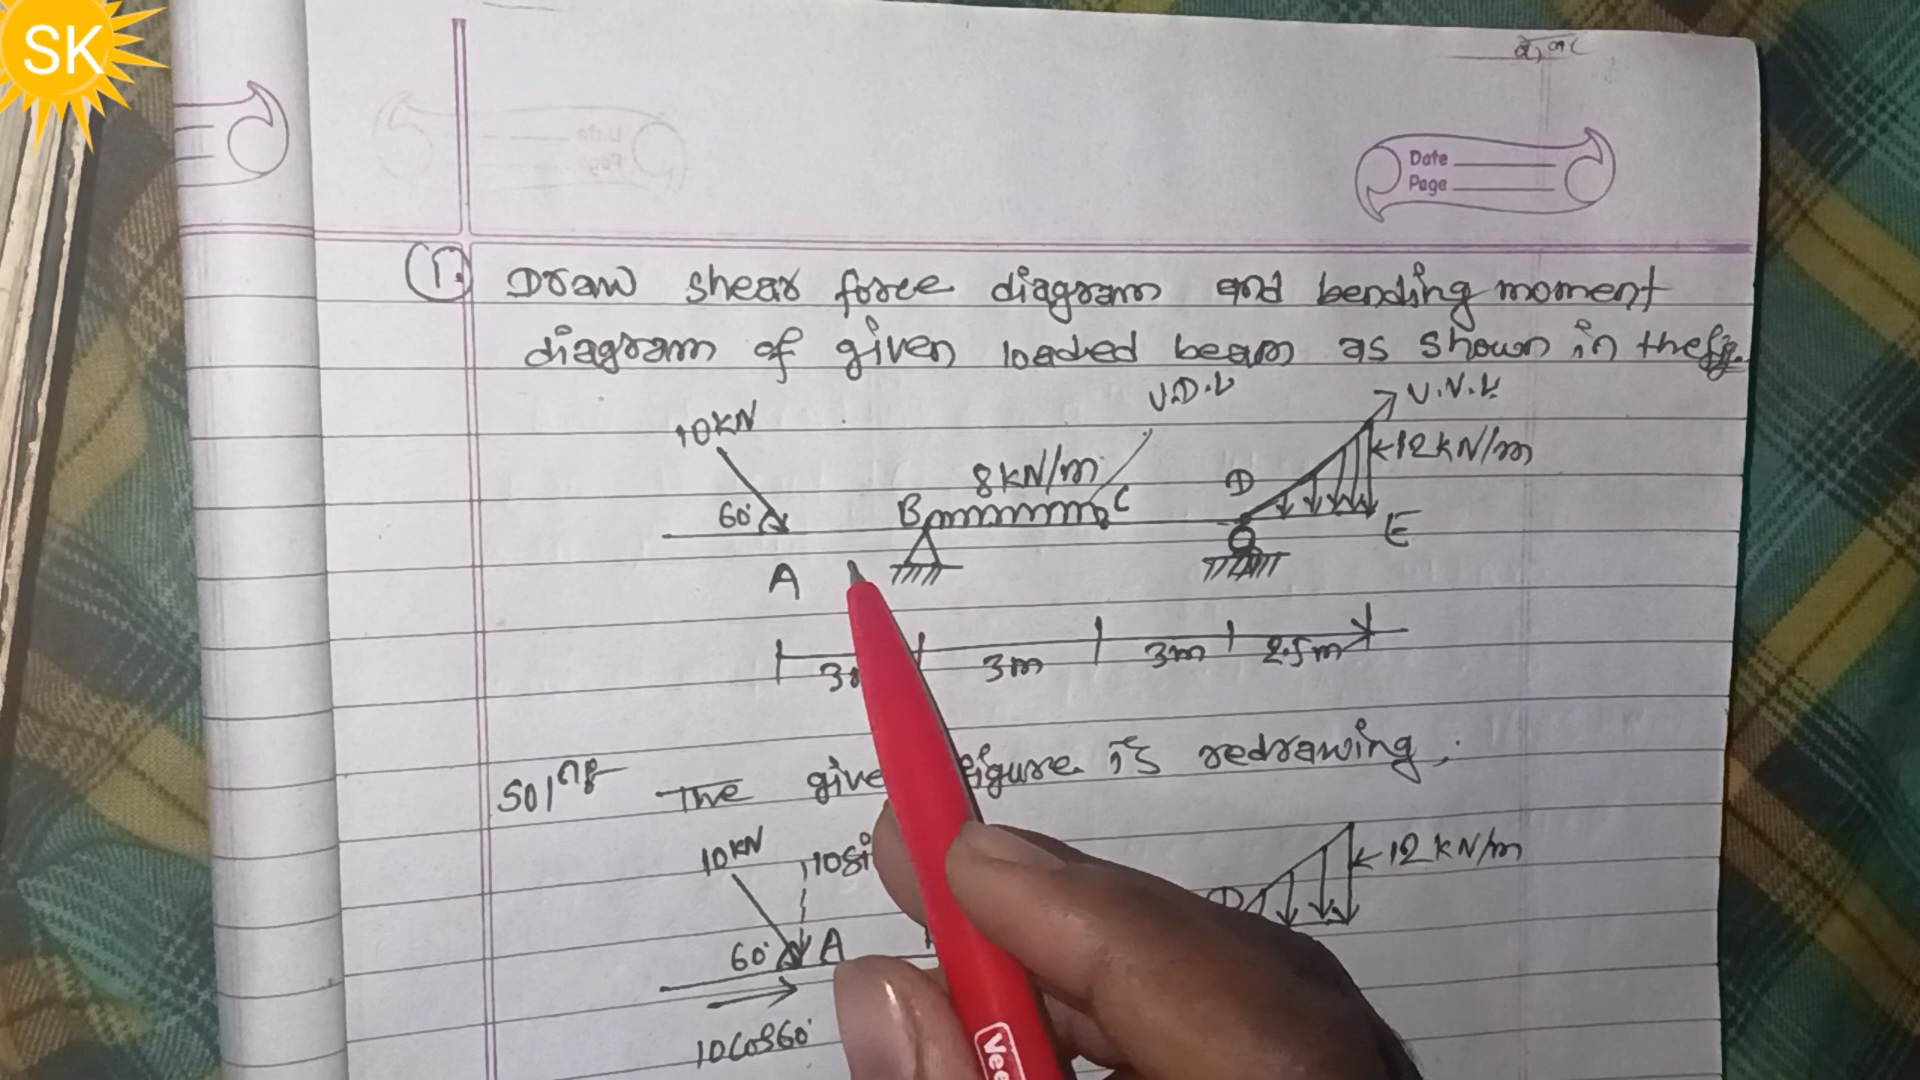 SK
Date
Page
1. Draw shear force diagram and bending moment
diagram of given loaded beam as shown in the fig.
U.D.L
U.V.L
10KN
12kN/m
8kN/m
D
60°
B
C
E
A
3m
3m
2.5m
Solⁿ:- The given figure is redrawing.
10KN
12kN/m
60°
A
10cos60°